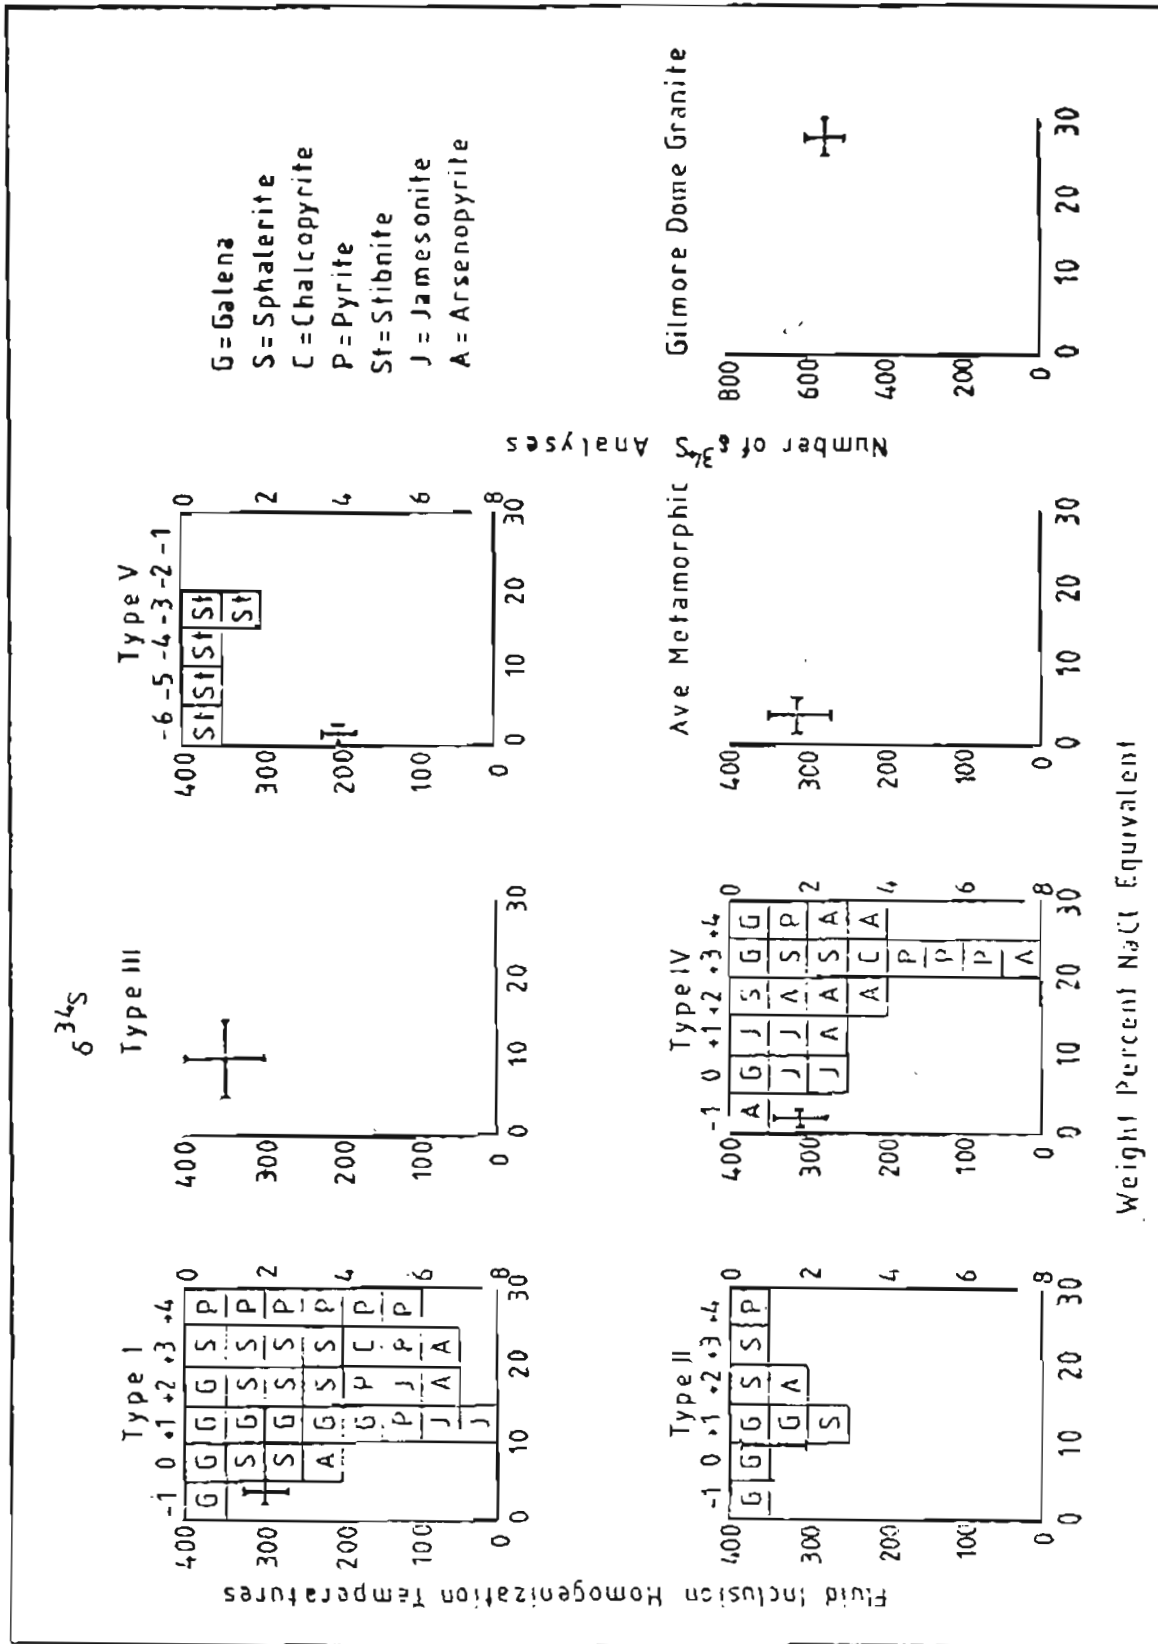 δ 34S
Type I
-1 0 +1 +2 +3 +4
400 300 200 100 0
0 2 4 6 8
G G G G S P
S G S S P
S G S S P
A G S S P
G P C P
P J P P
J A A
J
0 10 20 30
Type III
400 300 200 100 0
0 10 20 30
Type V
-6 -5 -4 -3 -2 -1
400 300 200 100 0
0 2 4 6 8
St St St St
St
0 10 20 30
G=Galena
S=Sphalerite
C=Chalcopyrite
P=Pyrite
St=Stibnite
J=Jamesonite
A=Arsenopyrite
Fluid Inclusion Homogenization Temperatures
Number of δ34S Analyses
Type II
-1 0 +1 +2 +3 +4
400 300 200 100 0
0 2 4 6 8
G G G S S P
G A
S
0 10 20 30
Type IV
-1 0 +1 +2 +3 +4
400 300 200 100 0
0 2 4 6 8
A G J S G G
J J A S P
J A A S A
A C A
P
P
P
A
0 10 20 30
Ave Metamorphic
400 300 200 100 0
0 10 20 30
Gilmore Dome Granite
800 600 400 200 0
0 10 20 30
Weight Percent NaCl Equivalent